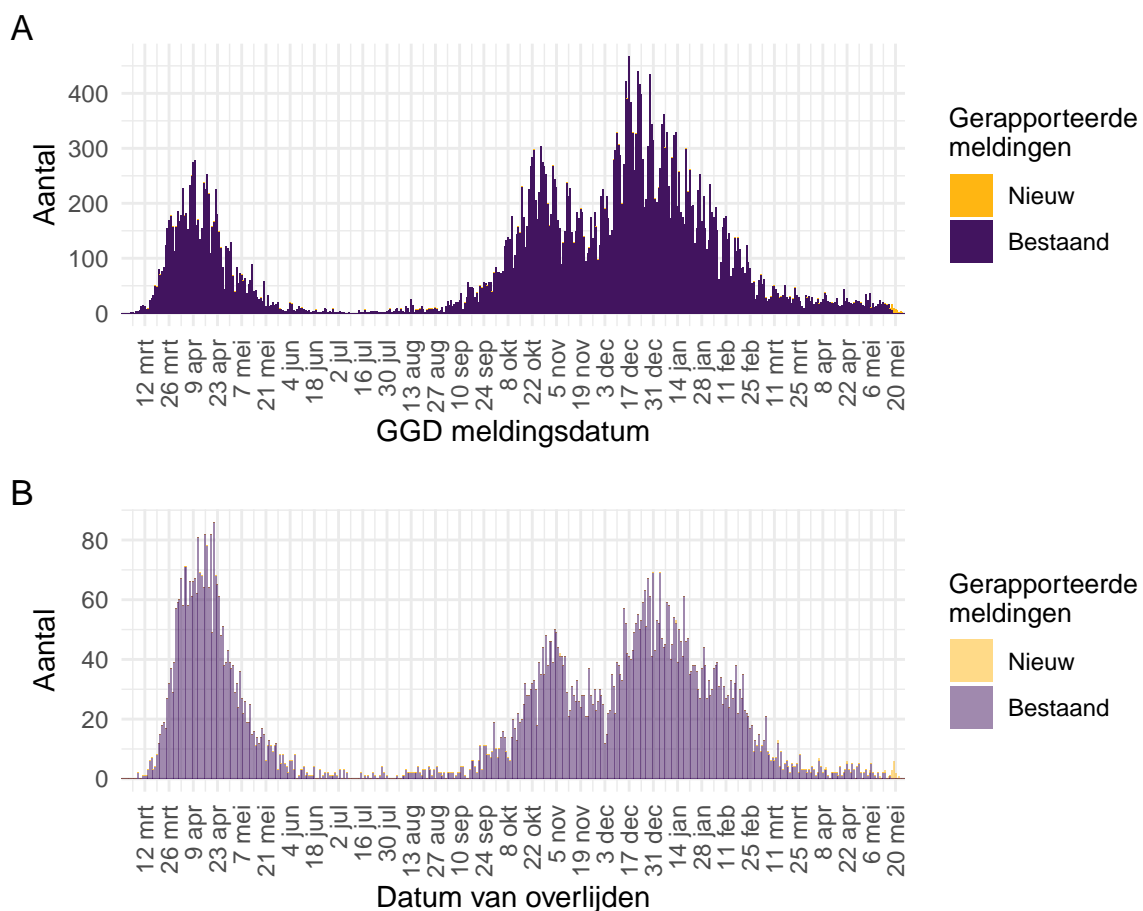 A
Aantal
400
300
200
100
0
12 mrt
26 mrt
9 apr
23 apr
7 mei
21 mei
4 jun
18 jun
2 jul
16 jul
30 jul
13 aug
27 aug
10 sep
24 sep
8 okt
22 okt
5 nov
19 nov
3 dec
17 dec
31 dec
14 jan
28 jan
11 feb
25 feb
11 mrt
25 mrt
8 apr
22 apr
6 mei
20 mei
GGD meldingsdatum
Gerapporteerde
meldingen
Nieuw
Bestaand
B
Aantal
80
60
40
20
0
12 mrt
26 mrt
9 apr
23 apr
7 mei
21 mei
4 jun
18 jun
2 jul
16 jul
30 jul
13 aug
27 aug
10 sep
24 sep
8 okt
22 okt
5 nov
19 nov
3 dec
17 dec
31 dec
14 jan
28 jan
11 feb
25 feb
11 mrt
25 mrt
8 apr
22 apr
6 mei
20 mei
Datum van overlijden
Gerapporteerde
meldingen
Nieuw
Bestaand